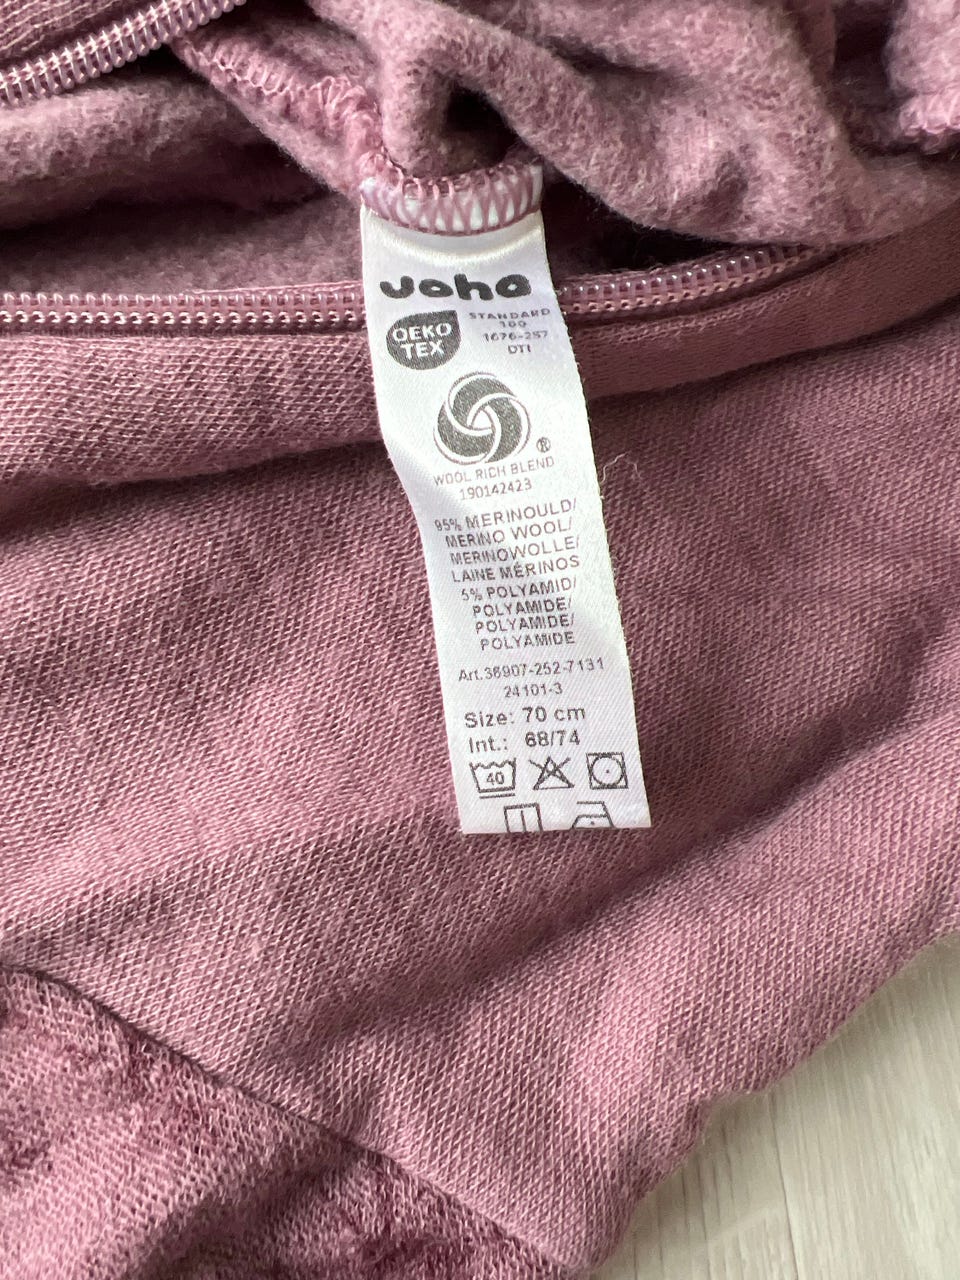 Joha
OEKO
TEX
STANDARD
100
1676-257
DTI
®
WOOL RICH BLEND
190142423
95% MERINOULD/
MERINO WOOL/
MERINOWOLLE/
LAINE MÉRINOS
5% POLYAMID/
POLYAMIDE/
POLYAMIDE/
POLYAMIDE
Art.36907-252-7131
24101-3
Size: 70 cm
Int.: 68/74
40